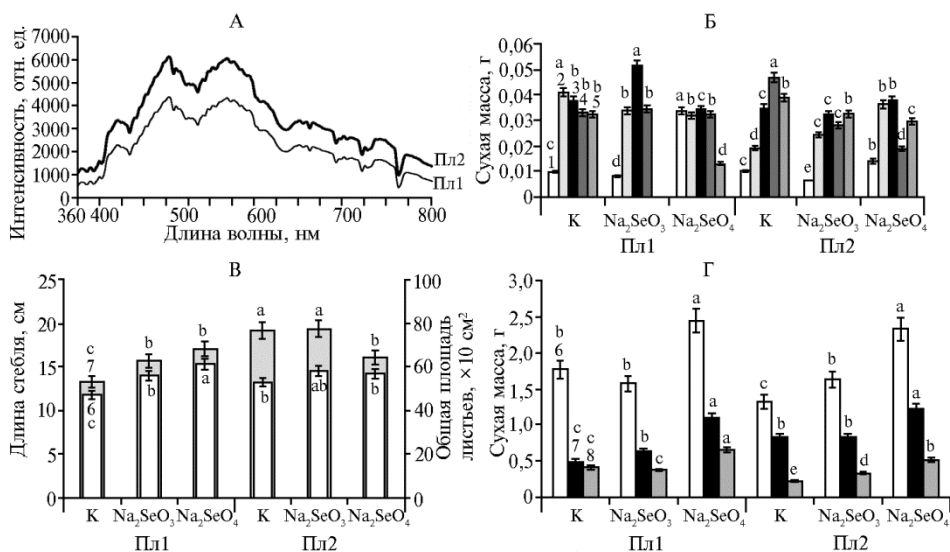 А
Интенсивность, отн. ед.
7000
6000
5000
4000
3000
2000
1000
0
Пл2
Пл1
360 400 500 600 700 800
Длина волны, нм
Б
Сухая масса, г
0,06
0,05
0,04
0,03
0,02
0,01
0
c a b b b
1 2 3 4 5
d b a b
a b c b d
c d c a b
e c c c b
b a a d c
К Na₂SeO₃ Na₂SeO₄ К Na₂SeO₃ Na₂SeO₄
Пл1 Пл2
В
Длина стебля, см
25
20
15
10
5
0
Общая площадь
листьев, ×10 см²
100
80
60
40
20
0
c b b a a b
7
6
c b a b ab b
К Na₂SeO₃ Na₂SeO₄ К Na₂SeO₃ Na₂SeO₄
Пл1 Пл2
Г
Сухая масса, г
3,0
2,5
2,0
1,5
1,0
0,5
0
b c c
6 7 8
b b c
a a a
c b e
b b d
a a b
К Na₂SeO₃ Na₂SeO₄ К Na₂SeO₃ Na₂SeO₄
Пл1 Пл2